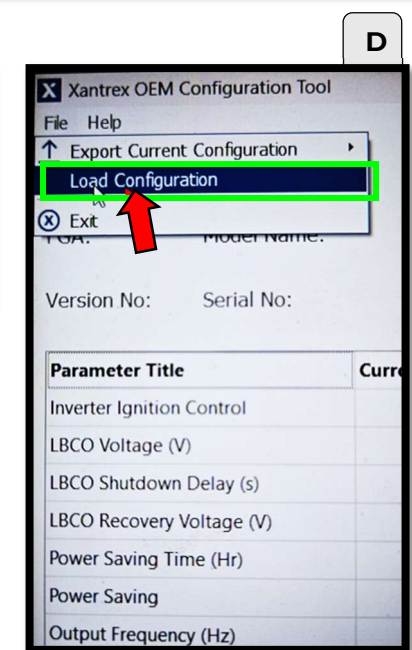 D
X Xantrex OEM Configuration Tool
File Help
Export Current Configuration
Load Configuration
Exit
FGA: Model Name:
Version No: Serial No:
Parameter Title Curre
Inverter Ignition Control
LBCO Voltage (V)
LBCO Shutdown Delay (s)
LBCO Recovery Voltage (V)
Power Saving Time (Hr)
Power Saving
Output Frequency (Hz)